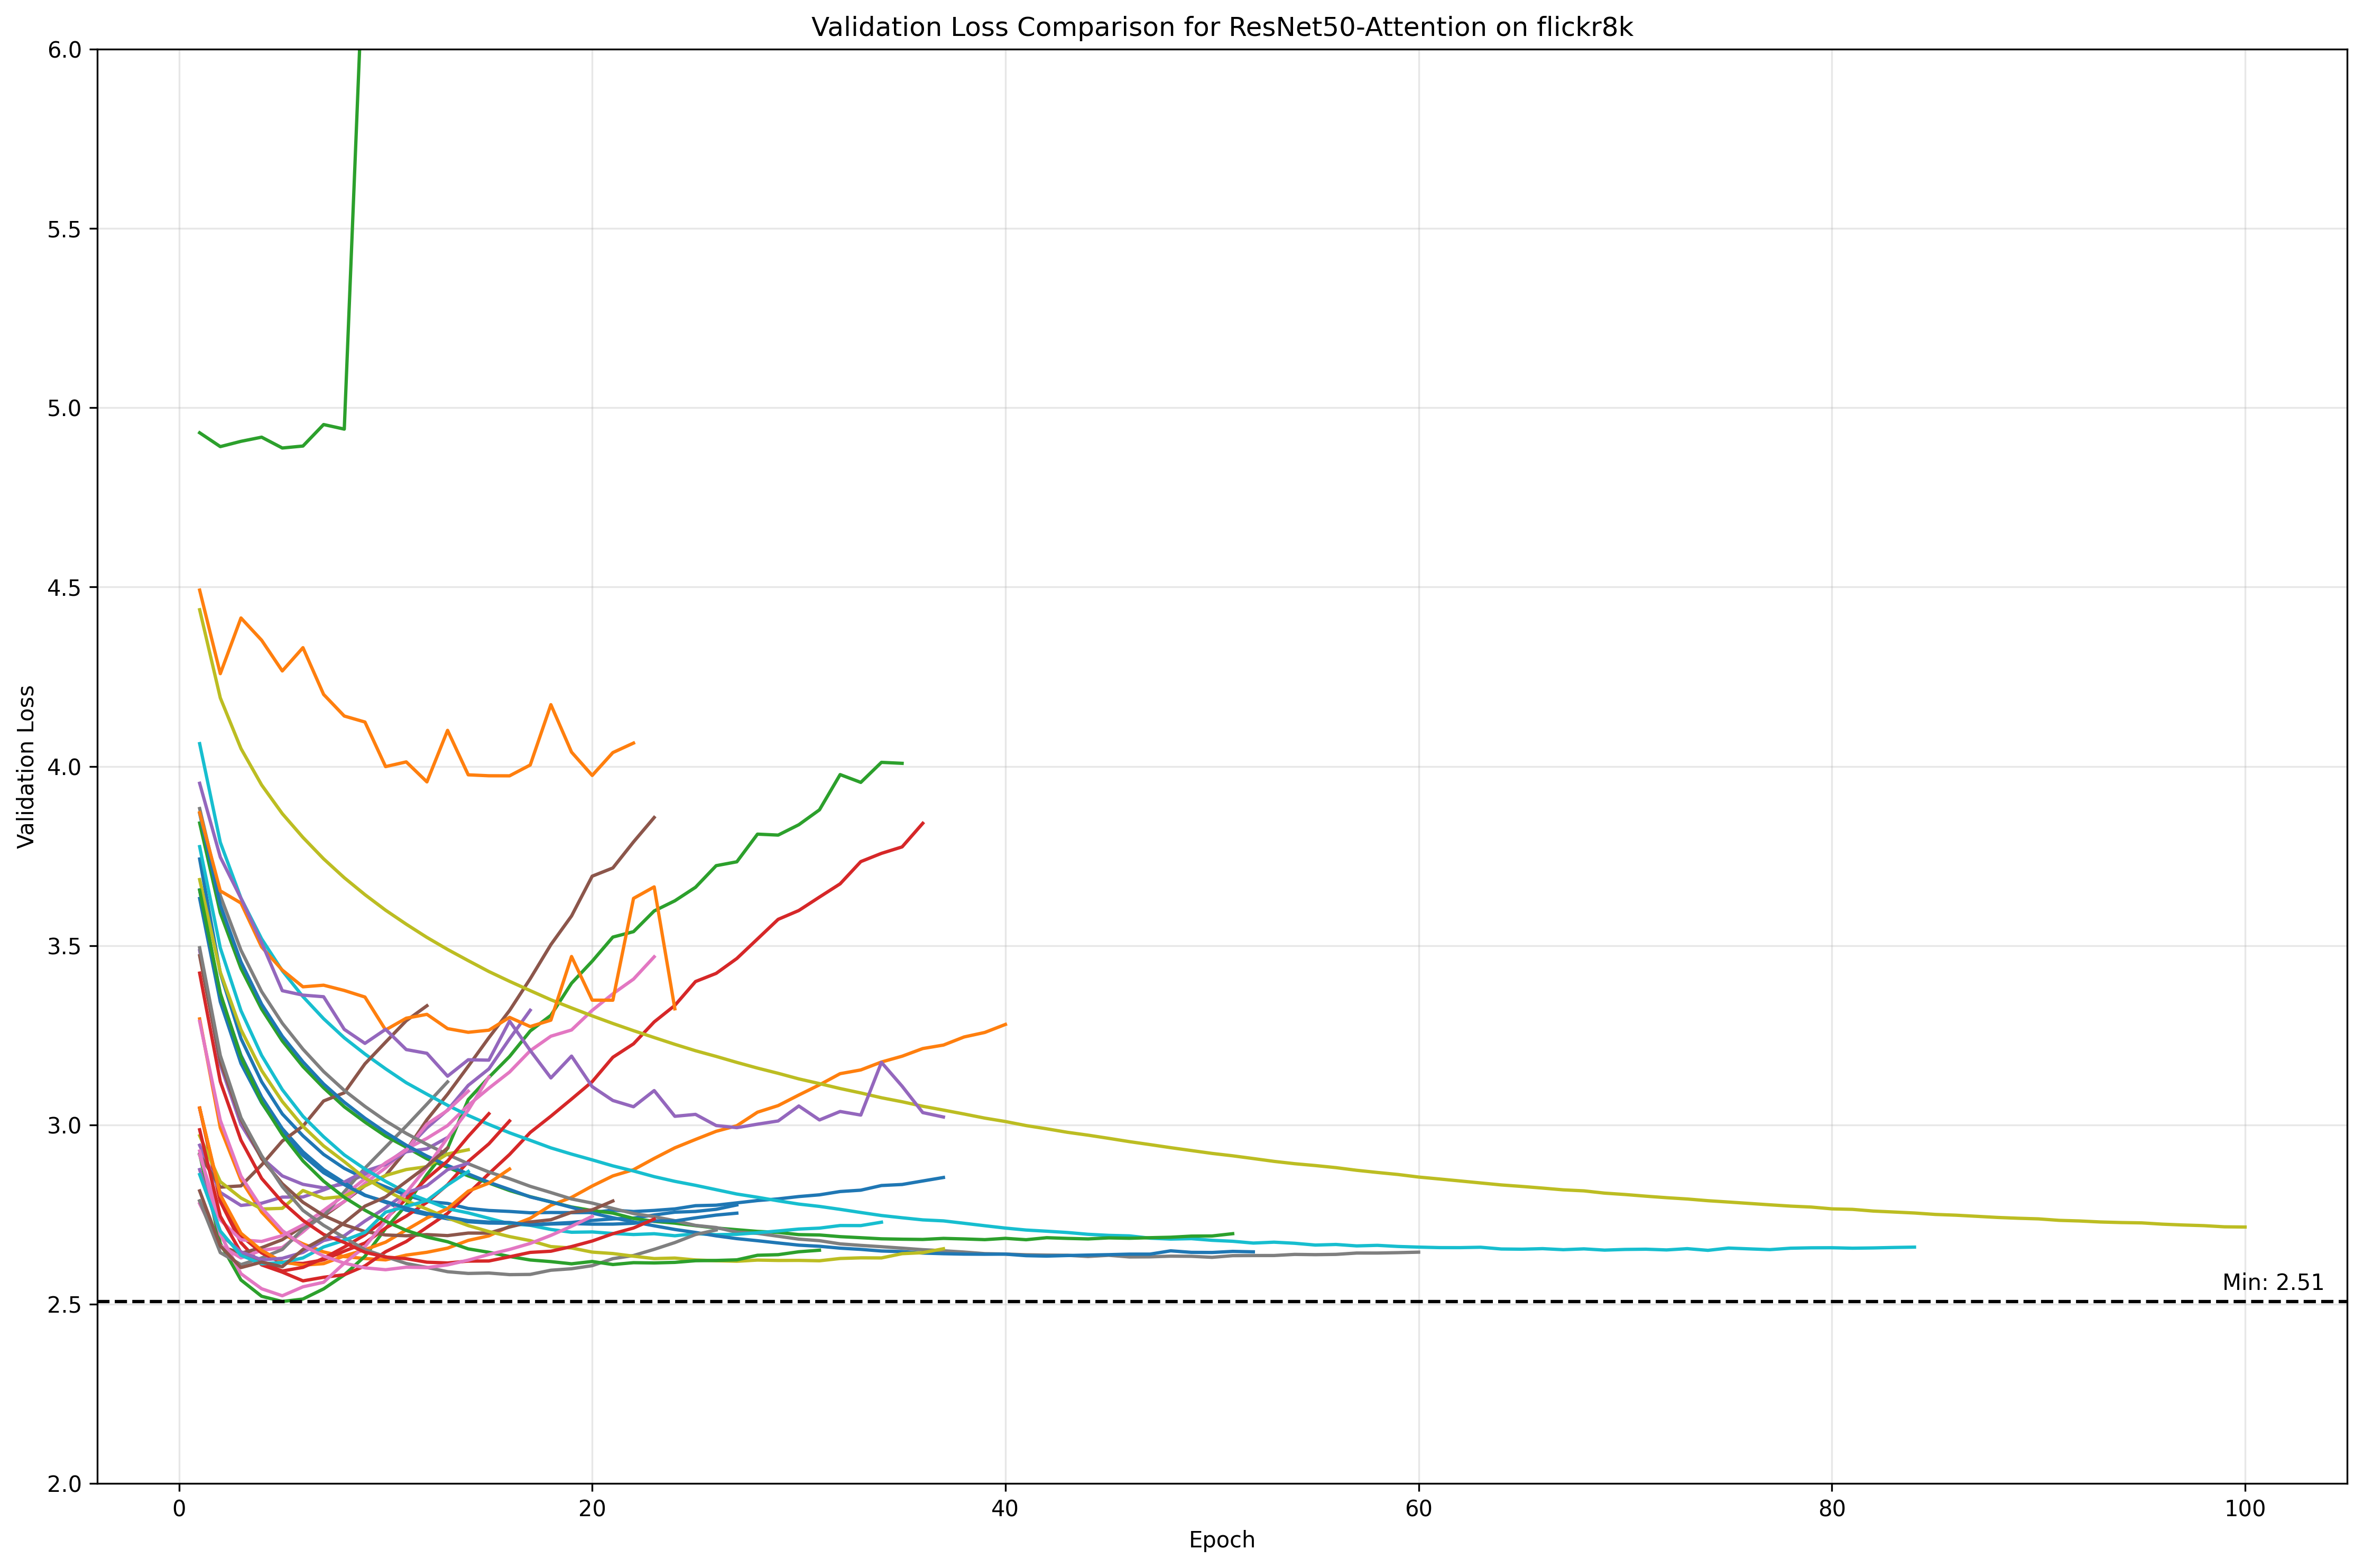 Validation Loss Comparison for ResNet50-Attention on flickr8k
6.0
5.5
5.0
4.5
4.0
3.5
3.0
2.5
2.0
Validation Loss
Min: 2.51
0 20 40 60 80 100
Epoch